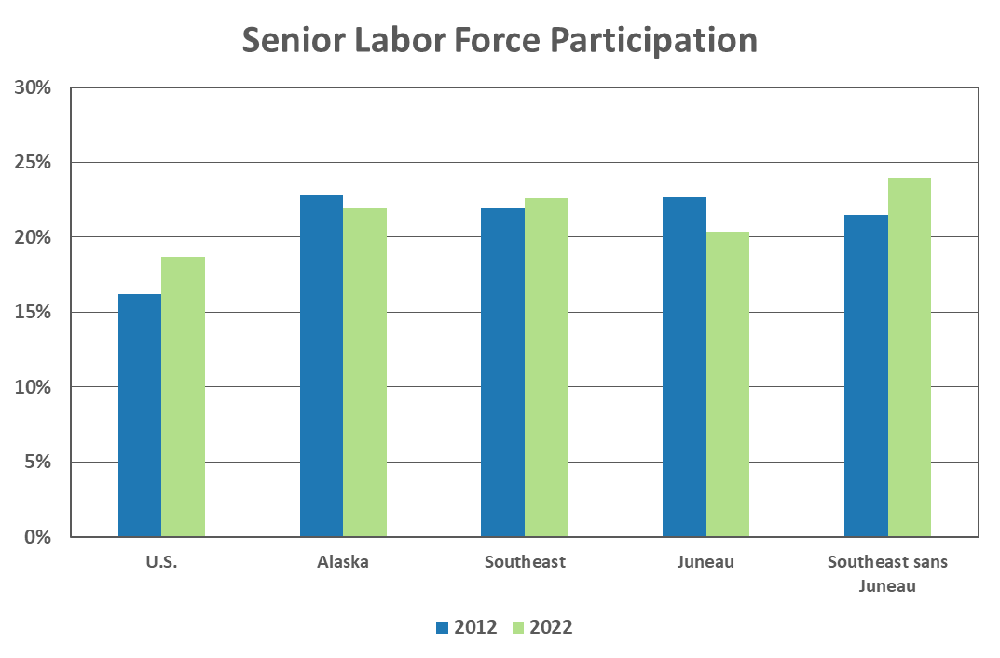 Senior Labor Force Participation
30%
25%
20%
15%
10%
5%
0%
U.S.
Alaska
Southeast
Juneau
Southeast sans
Juneau
2012
2022